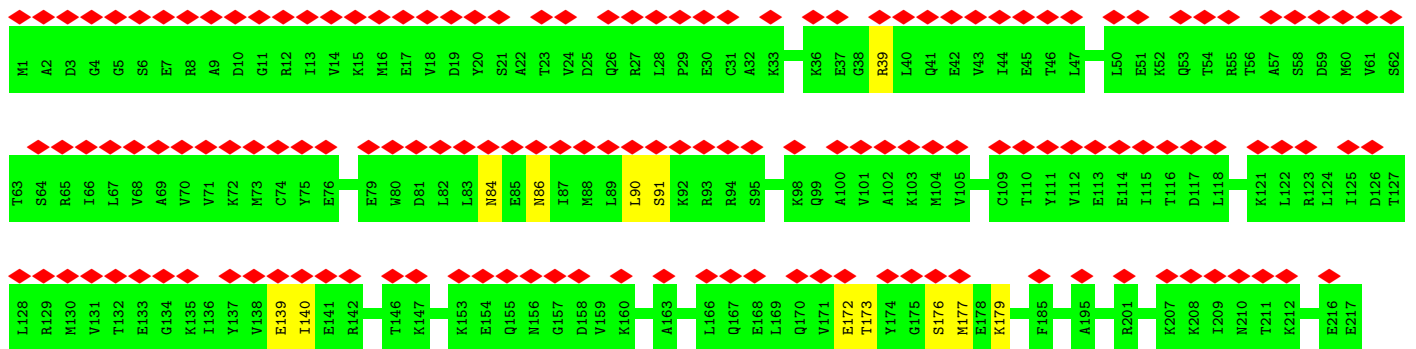 M1 A2 D3 G4 G5 S6 E7 R8 A9 D10 G11 R12 I13 V14 K15 M16 E17 V18 D19 Y20 S21 A22 T23 V24 D25 Q26 R27 L28 P29 E30 C31 A32 K33 K36 E37 G38 R39 L40 Q41 E42 V43 I44 E45 T46 L47 L50 E51 K52 Q53 T54 R55 T56 A57 S58 D59 M60 V61 S62
T63 S64 R65 I66 L67 V68 A69 V70 V71 K72 M73 C74 Y75 E76 E79 W80 D81 L82 L83 N84 E85 N86 I87 M88 L89 L90 S91 K92 R93 R94 S95 K98 Q99 A100 V101 A102 K103 M104 V105 C109 T110 Y111 V112 E113 E114 I115 T116 D117 L118 K121 L122 R123 L124 I125 D126 T127
L128 R129 M130 V131 T132 E133 G134 K135 I136 Y137 V138 E139 I140 E141 R142 T146 K147 K153 E154 Q155 N156 G157 D158 V159 K160 A163 L166 Q167 E168 L169 Q170 V171 E172 T173 Y174 G175 S176 M177 E178 K179 F185 A195 R201 K207 K208 I209 N210 T211 K212 E216 E217